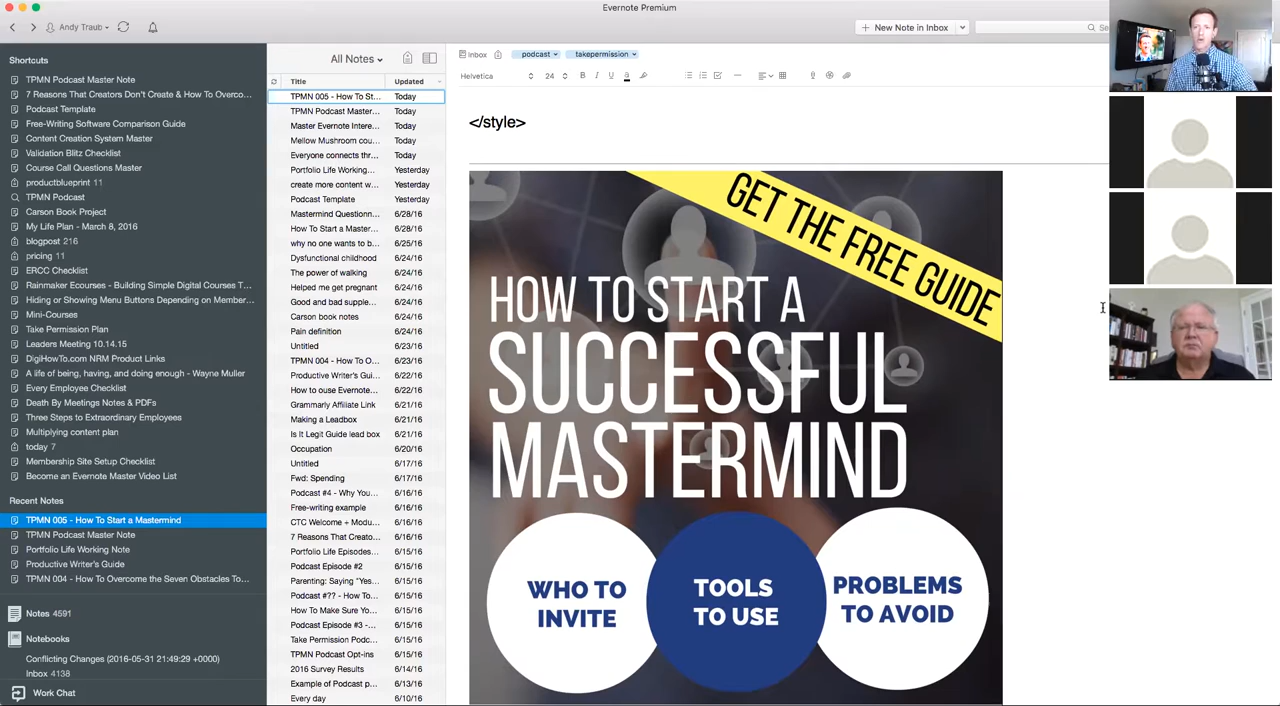 Evernote Premium
Andy Traub
New Note in Inbox
Shortcuts
TPMN Podcast Master Note
7 Reasons That Creators Don't Create & How To Overco...
Podcast Template
Free-Writing Software Comparison Guide
Content Creation System Master
Validation Blitz Checklist
Course Call Questions Master
productblueprint 11
TPMN Podcast
Carson Book Project
My Life Plan - March 8, 2016
blogpost 216
pricing 11
ERCC Checklist
Rainmaker Ecourses - Building Simple Digital Courses T...
Hiding or Showing Menu Buttons Depending on Member...
Mini-Courses
Take Permission Plan
Leaders Meeting 10.14.15
DigiHowTo.com NRM Product Links
A life of being, having, and doing enough - Wayne Muller
Every Employee Checklist
Death By Meetings Notes & PDFs
Three Steps to Extraordinary Employees
Multiplying content plan
today 7
Membership Site Setup Checklist
Become an Evernote Master Video List
Recent Notes
TPMN 005 - How To Start a Mastermind
TPMN Podcast Master Note
Portfolio Life Working Note
Productive Writer's Guide
TPMN 004 - How To Overcome the Seven Obstacles To...
Notes 4591
Notebooks
Conflicting Changes (2016-05-31 21:49:29 +0000)
Inbox 4138
Work Chat
All Notes
Title Updated
TPMN 005 - How To St... Today
TPMN Podcast Master... Today
Master Evernote Intere... Today
Mellow Mushroom cou... Today
Everyone connects thr... Today
Portfolio Life Working... Yesterday
create more content w... Yesterday
Podcast Template Yesterday
Mastermind Questionn... 6/28/16
How To Start a Master... 6/28/16
why no one wants to b... 6/25/16
Dysfunctional childhood 6/24/16
The power of walking 6/24/16
Helped me get pregnant 6/24/16
Good and bad supple... 6/24/16
Carson book notes 6/24/16
Pain definition 6/24/16
Untitled 6/23/16
TPMN 004 - How To O... 6/23/16
Productive Writer's Gui... 6/22/16
How to ouse Evernote... 6/22/16
Grammarly Affiliate Link 6/21/16
Making a Leadbox 6/21/16
Is It Legit Guide lead box 6/21/16
Occupation 6/20/16
Untitled 6/17/16
Fwd: Spending 6/17/16
Podcast #4 - Why You... 6/16/16
Free-writing example 6/16/16
CTC Welcome + Modu... 6/16/16
7 Reasons That Creato... 6/16/16
Portfolio Life Episodes... 6/15/16
Podcast Episode #2 6/15/16
Parenting: Saying "Yes... 6/15/16
Podcast #?? - How To... 6/15/16
How To Make Sure Yo... 6/15/16
Podcast Episode #3 -... 6/15/16
Take Permission Podc... 6/15/16
TPMN Podcast Opt-ins 6/15/16
2016 Survey Results 6/14/16
Example of Podcast p... 6/13/16
Every day 6/10/16
Inbox podcast takepermission
Helvetica 24 B I U a
</style>
GET THE FREE GUIDE
HOW TO START A
SUCCESSFUL
MASTERMIND
WHO TO
INVITE
TOOLS
TO USE
PROBLEMS
TO AVOID